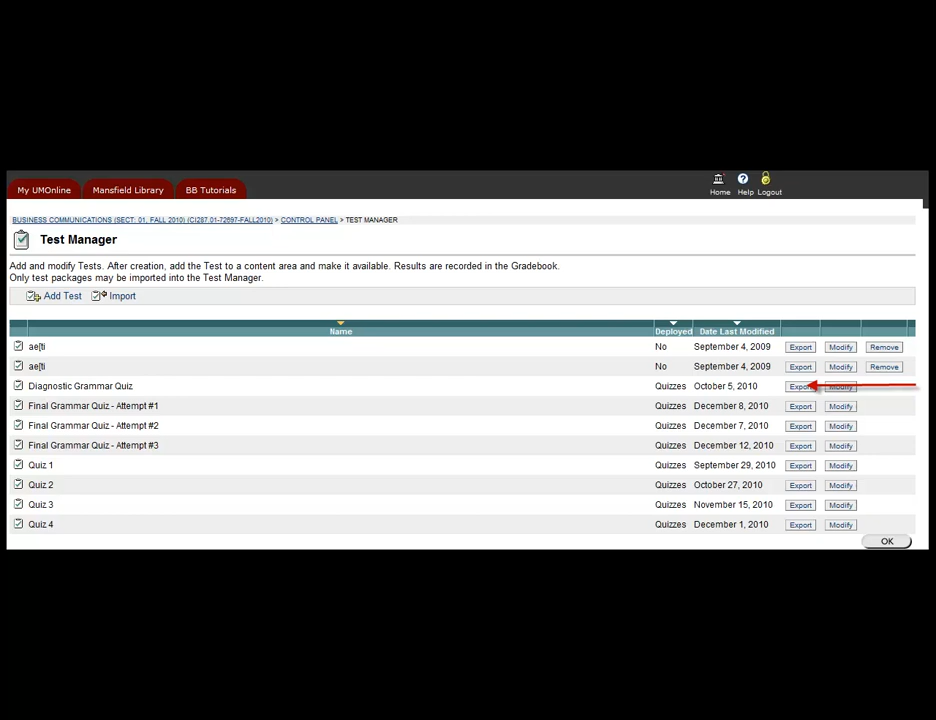 My UMOnline Mansfield Library BB Tutorials Home Help Logout
BUSINESS COMMUNICATIONS (SECT: 01, FALL 2010) (CI287.01-72697-FALL2010) > CONTROL PANEL > TEST MANAGER
Test Manager
Add and modify Tests. After creation, add the Test to a content area and make it available. Results are recorded in the Gradebook.
Only test packages may be imported into the Test Manager.
Add Test Import
Name Deployed Date Last Modified
ae[ti No September 4, 2009 Export Modify Remove
ae[ti No September 4, 2009 Export Modify Remove
Diagnostic Grammar Quiz Quizzes October 5, 2010 Export Modify
Final Grammar Quiz - Attempt #1 Quizzes December 8, 2010 Export Modify
Final Grammar Quiz - Attempt #2 Quizzes December 7, 2010 Export Modify
Final Grammar Quiz - Attempt #3 Quizzes December 12, 2010 Export Modify
Quiz 1 Quizzes September 29, 2010 Export Modify
Quiz 2 Quizzes October 27, 2010 Export Modify
Quiz 3 Quizzes November 15, 2010 Export Modify
Quiz 4 Quizzes December 1, 2010 Export Modify
OK